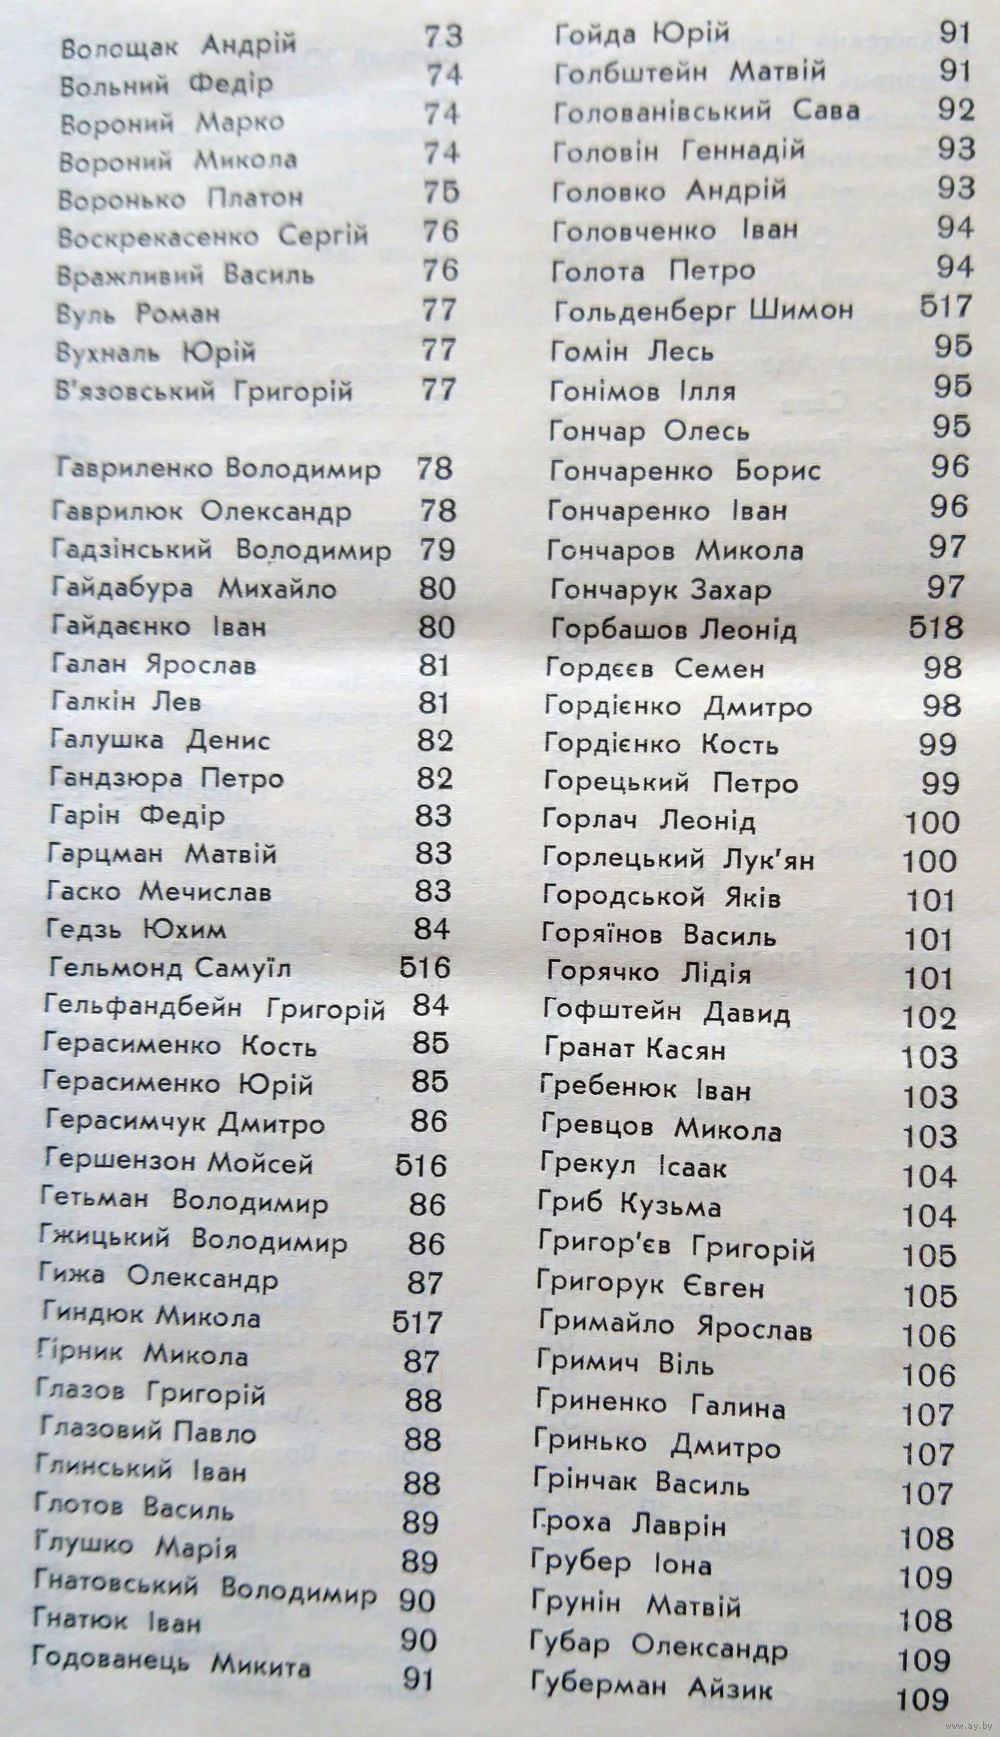 Волощак Андрій 73
Вольний Федір 74
Вороний Марко 74
Вороний Микола 74
Воронько Платон 75
Воскрекасенко Сергій 76
Вражливий Василь 76
Вуль Роман 77
Вухналь Юрій 77
В'язовський Григорій 77
Гавриленко Володимир 78
Гаврилюк Олександр 78
Гадзінський Володимир 79
Гайдабура Михайло 80
Гайдаєнко Іван 80
Галан Ярослав 81
Галкін Лев 81
Галушка Денис 82
Гандзюра Петро 82
Гарін Федір 83
Гарцман Матвій 83
Гаско Мечислав 83
Гедзь Юхим 84
Гельмонд Самуїл 516
Гельфандбейн Григорій 84
Герасименко Кость 85
Герасименко Юрій 85
Герасимчук Дмитро 86
Гершензон Мойсей 516
Гетьман Володимир 86
Гжицький Володимир 86
Гижа Олександр 87
Гиндюк Микола 517
Гірник Микола 87
Глазов Григорій 88
Глазовий Павло 88
Глинський Іван 88
Глотов Василь 89
Глушко Марія 89
Гнатовський Володимир 90
Гнатюк Іван 90
Годованець Микита 91
Гойда Юрій 91
Голбштейн Матвій 91
Голованівський Сава 92
Головін Геннадій 93
Головко Андрій 93
Головченко Іван 94
Голота Петро 94
Гольденберг Шимон 517
Гомін Лесь 95
Гонімов Ілля 95
Гончар Олесь 95
Гончаренко Борис 96
Гончаренко Іван 96
Гончаров Микола 97
Гончарук Захар 97
Горбашов Леонід 518
Гордєєв Семен 98
Гордієнко Дмитро 98
Гордієнко Кость 99
Горецький Петро 99
Горлач Леонід 100
Горлецький Лук'ян 100
Городськой Яків 101
Горяїнов Василь 101
Горячко Лідія 101
Гофштейн Давид 102
Гранат Касян 103
Гребенюк Іван 103
Гревцов Микола 103
Грекул Ісаак 104
Гриб Кузьма 104
Григор'єв Григорій 105
Григорук Євген 105
Гримайло Ярослав 106
Гримич Віль 106
Гриненко Галина 107
Гринько Дмитро 107
Грінчак Василь 107
Гроха Лаврін 108
Грубер Іона 109
Грунін Матвій 108
Губар Олександр 109
Губерман Айзик 109
www.ay.by